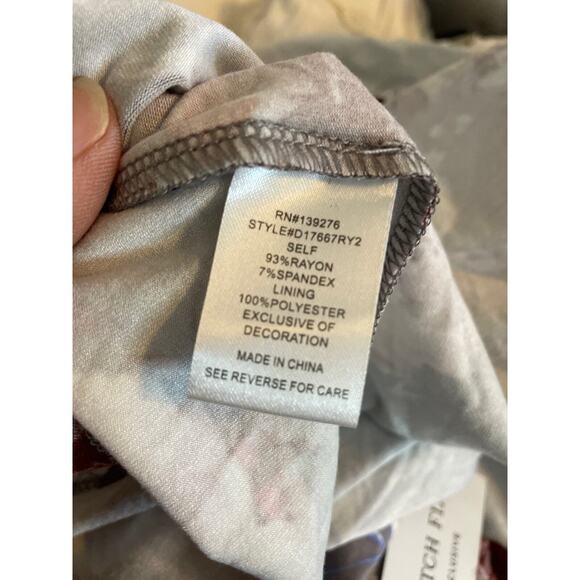 RN#139276
STYLE#D17667RY2
SELF
93%RAYON
7%SPANDEX
LINING
100%POLYESTER
EXCLUSIVE OF
DECORATION
MADE IN CHINA
SEE REVERSE FOR CARE